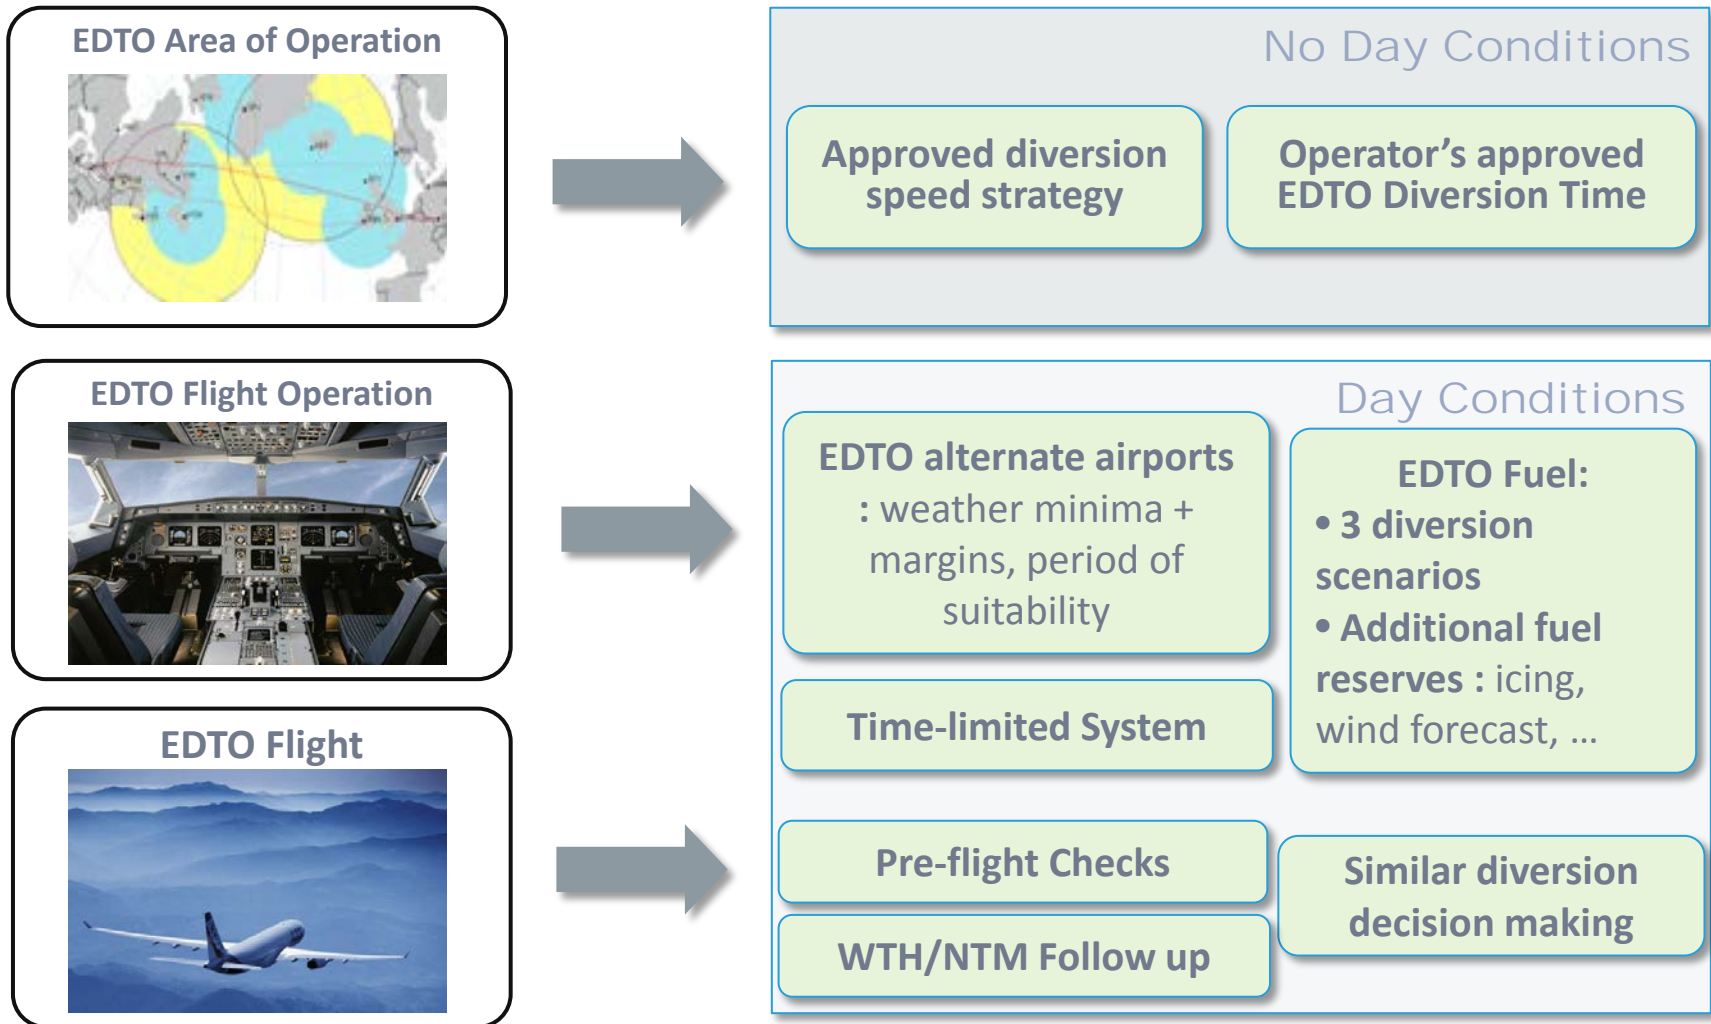 EDTO Area of Operation
No Day Conditions
Approved diversion
speed strategy
Operator’s approved
EDTO Diversion Time
EDTO Flight Operation
Day Conditions
EDTO alternate airports
: weather minima +
margins, period of
suitability
EDTO Fuel:
• 3 diversion
scenarios
• Additional fuel
reserves : icing,
wind forecast, ...
Time-limited System
EDTO Flight
Pre-flight Checks
Similar diversion
decision making
WTH/NTM Follow up